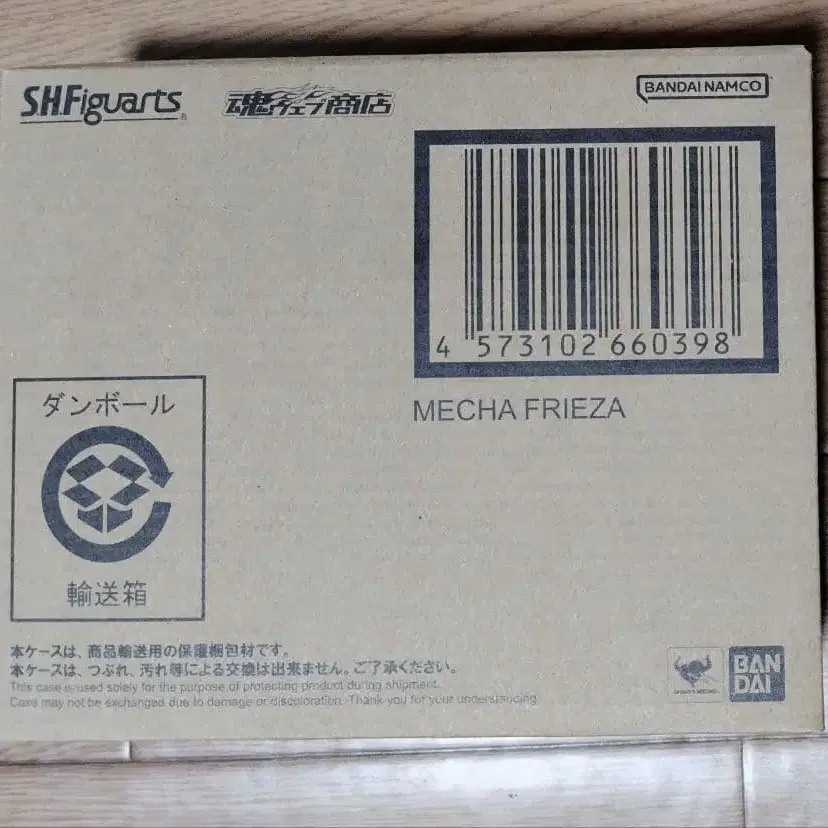 S.H.Figuarts
魂ウェブ商店
BANDAI NAMCO
4 573102 660398
MECHA FRIEZA
ダンボール
輸送箱
本ケースは、商品輸送用の保護梱包材です。
本ケースは、つぶれ、汚れ等による交換は出来ません。ご了承ください。
This case is used solely for the purpose of protecting product during shipment.
Case may not be exchanged due to damage or discoloration. Thank you for your understanding.
BAN
DAI